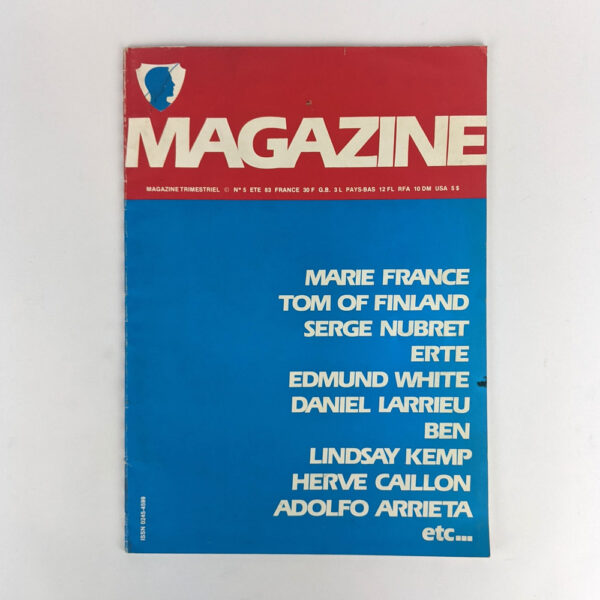 MAGAZINE
MAGAZINE TRIMESTRIEL © N° 5 ETE 83 FRANCE 30 F G.B. 3 L PAYS-BAS 12 FL RFA 10 DM USA 5 $
MARIE FRANCE
TOM OF FINLAND
SERGE NUBRET
ERTE
EDMUND WHITE
DANIEL LARRIEU
BEN
LINDSAY KEMP
HERVE CAILLON
ADOLFO ARRIETA
etc...
ISSN 0245-4599